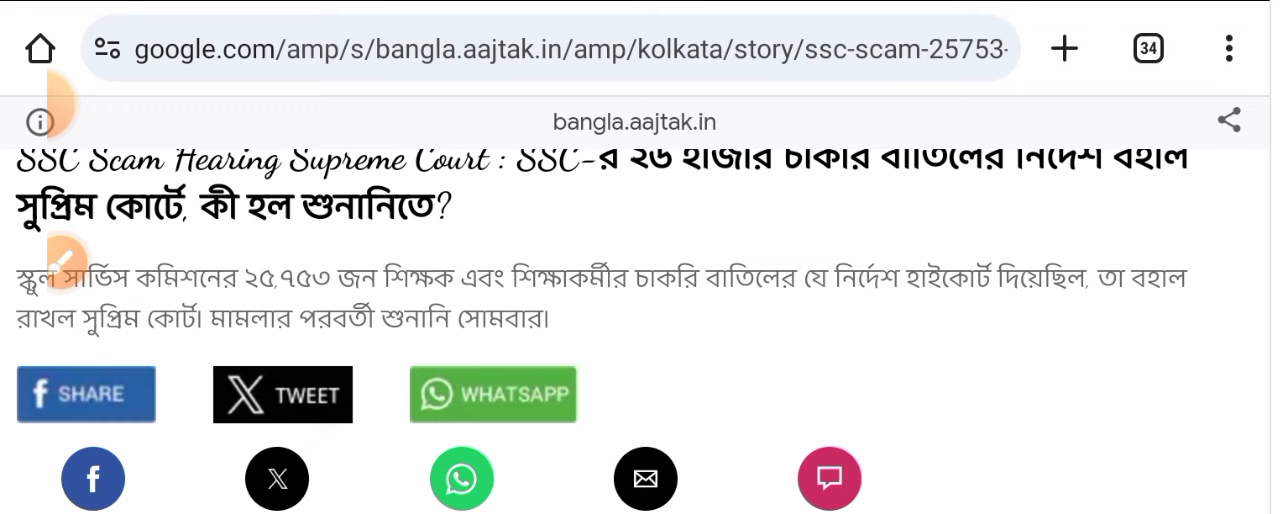 google.com/amp/s/bangla.aajtak.in/amp/kolkata/story/ssc-scam-25753-
34
bangla.aajtak.in
SSC Scam Hearing Supreme Court : SSC-র ২৬ হাজার চাকরি বাতিলের নির্দেশ বহাল
সুপ্রিম কোর্টে, কী হল শুনানিতে?
স্কুল সার্ভিস কমিশনের ২৫,৭৫৩ জন শিক্ষক এবং শিক্ষাকর্মীর চাকরি বাতিলের যে নির্দেশ হাইকোর্ট দিয়েছিল, তা বহাল
রাখল সুপ্রিম কোর্ট। মামলার পরবর্তী শুনানি সোমবার।
SHARE TWEET WHATSAPP